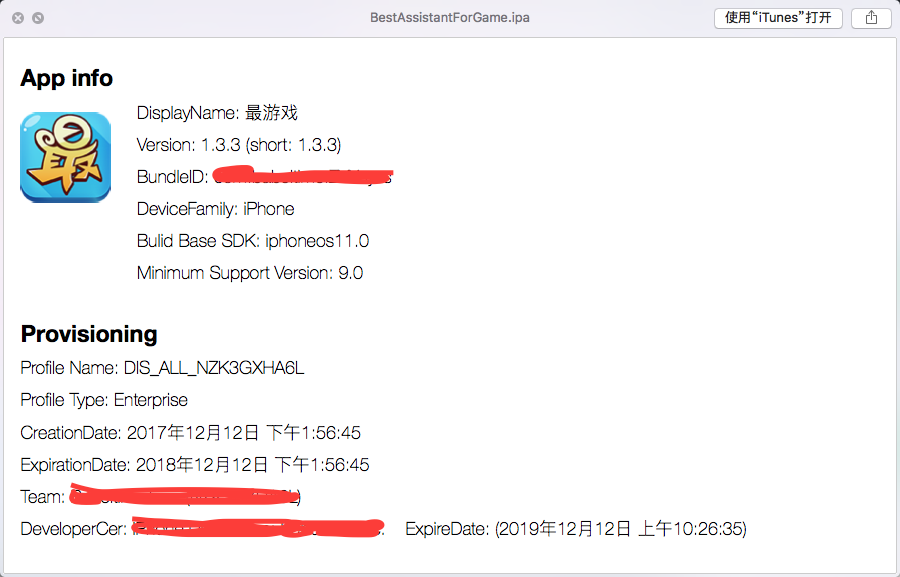 BestAssistantForGame.ipa
使用“iTunes”打开
App info
最
DisplayName: 最游戏
Version: 1.3.3 (short: 1.3.3)
BundleID:
DeviceFamily: iPhone
Bulid Base SDK: iphoneos11.0
Minimum Support Version: 9.0
Provisioning
Profile Name: DIS_ALL_NZK3GXHA6L
Profile Type: Enterprise
CreationDate: 2017年12月12日 下午1:56:45
ExpirationDate: 2018年12月12日 下午1:56:45
Team:
DeveloperCer: ExpireDate: (2019年12月12日 上午10:26:35)